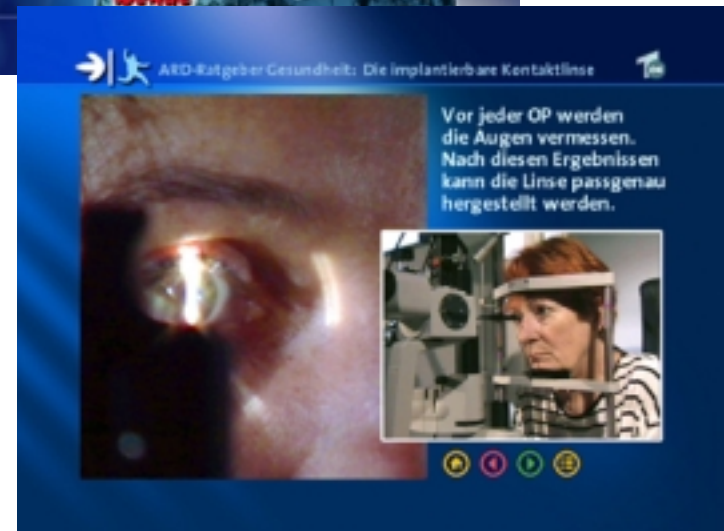 ARD-Ratgeber Gesundheit: Die implantierbare Kontaktlinse
Vor jeder OP werden
die Augen vermessen.
Nach diesen Ergebnissen
kann die Linse passgenau
hergestellt werden.